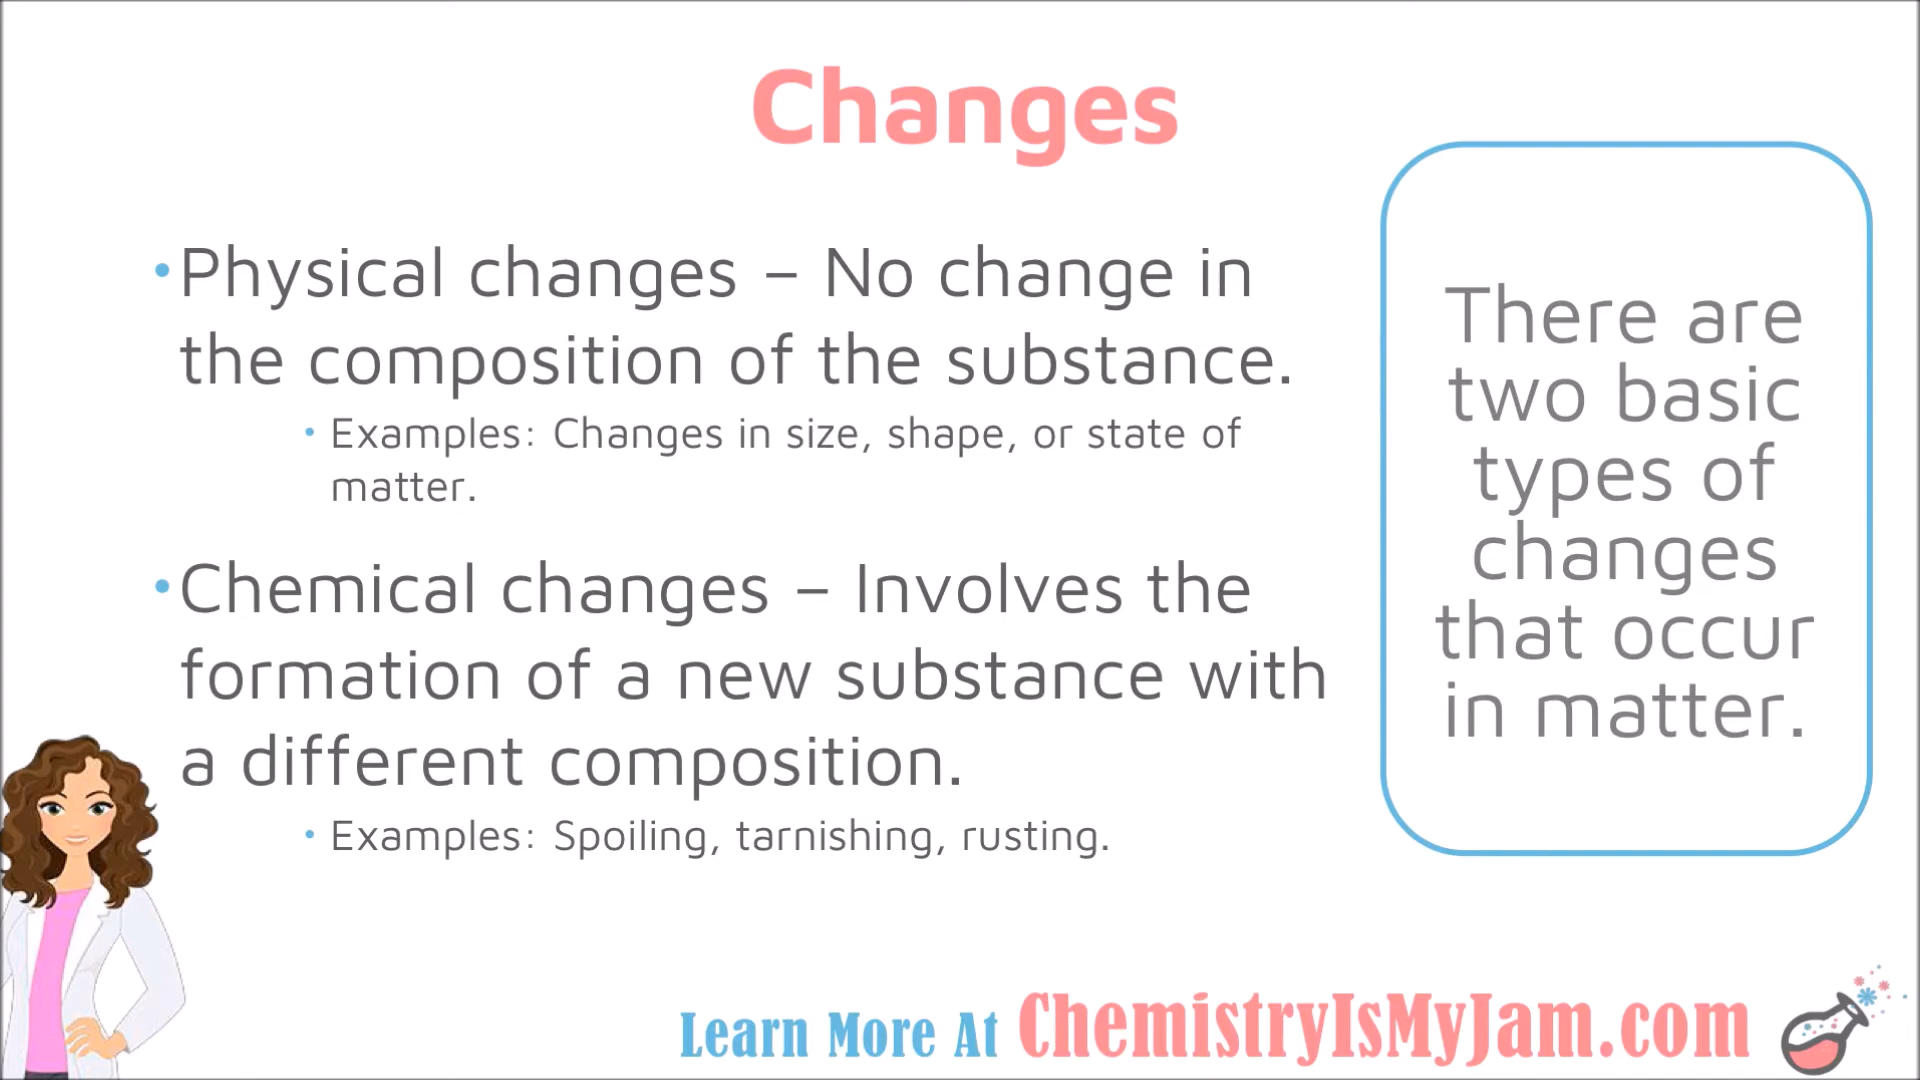 Changes
•Physical changes – No change in
the composition of the substance.
• Examples: Changes in size, shape, or state of
matter.
•Chemical changes – Involves the
formation of a new substance with
a different composition.
• Examples: Spoiling, tarnishing, rusting.
There are
two basic
types of
changes
that occur
in matter.
Learn More At ChemistryIsMyJam.com